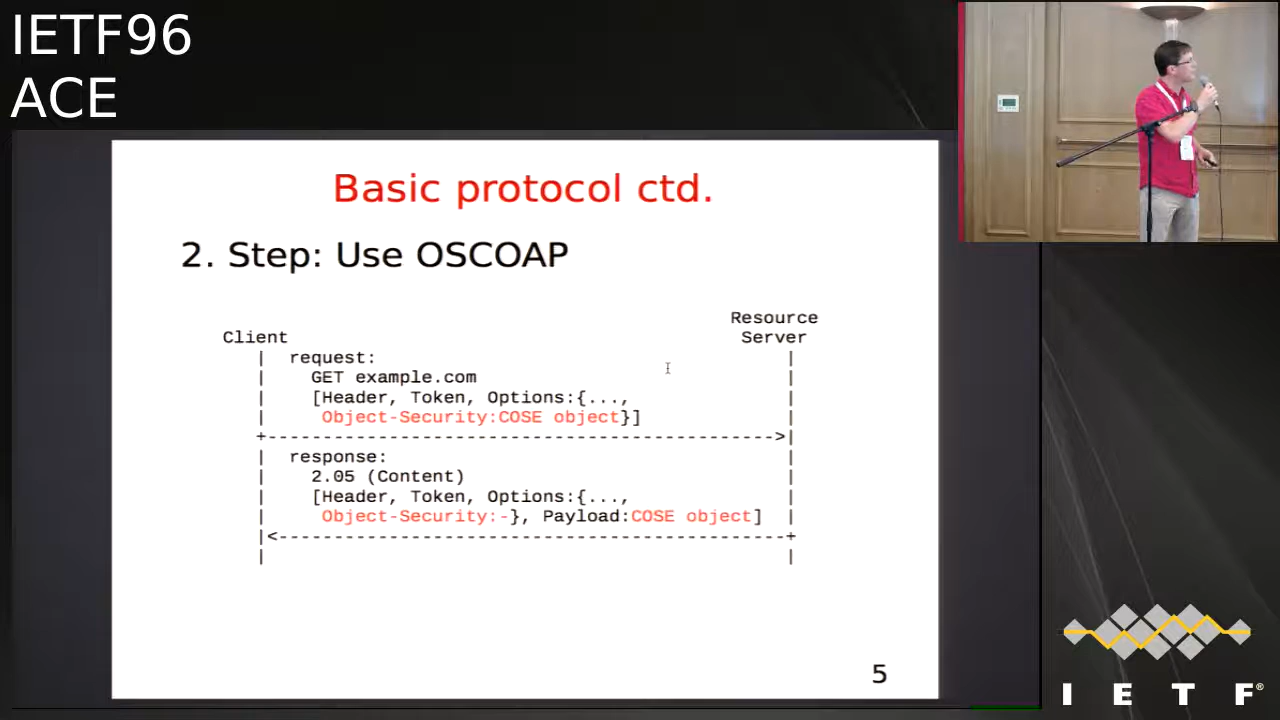 IETF96
ACE
Basic protocol ctd.
2. Step: Use OSCOAP
Resource
Client Server
| request: |
| GET example.com |
| [Header, Token, Options:{..., |
| Object-Security:COSE object}] |
+----------------------------------------------->|
| response: |
| 2.05 (Content) |
| [Header, Token, Options:{..., |
| Object-Security:-}, Payload:COSE object] |
|<-----------------------------------------------+
| |
5
I E T F®